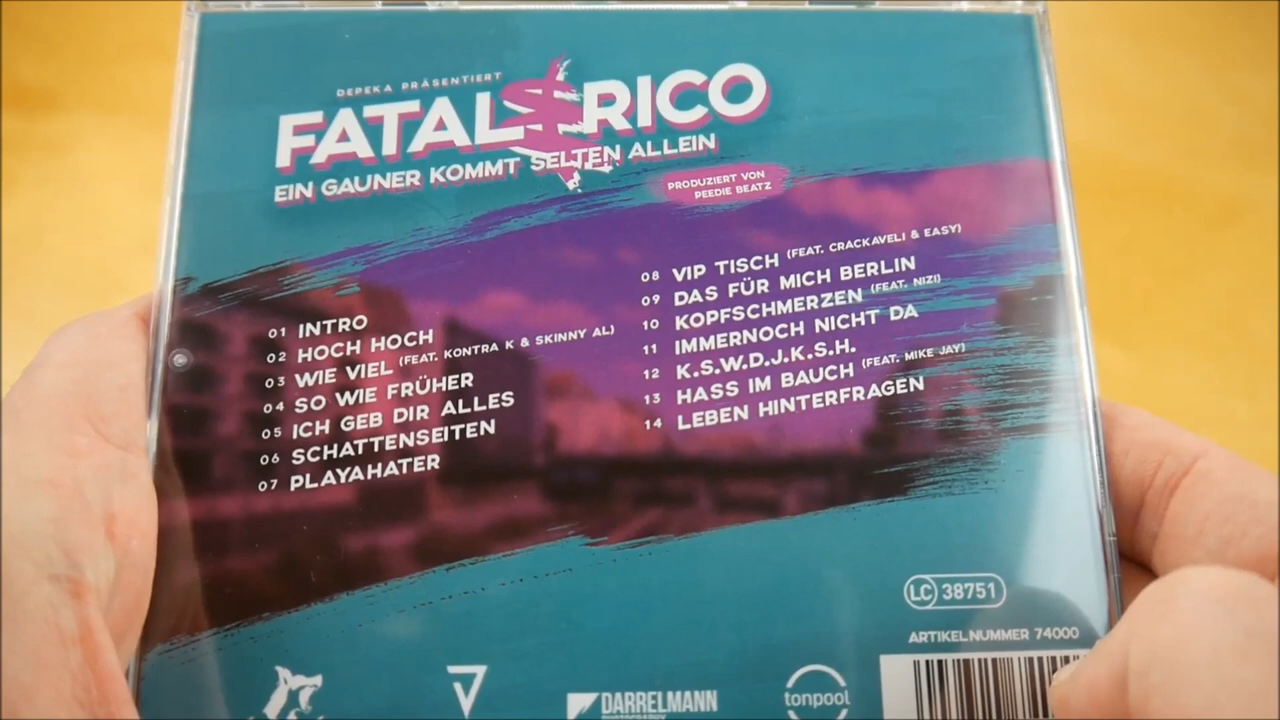 DEPEKA PRÄSENTIERT
FATAL & RICO
EIN GAUNER KOMMT SELTEN ALLEIN
PRODUZIERT VON
PEEDIE BEATZ
01 INTRO
02 HOCH HOCH
03 WIE VIEL (FEAT. KONTRA K & SKINNY AL)
04 SO WIE FRÜHER
05 ICH GEB DIR ALLES
06 SCHATTENSEITEN
07 PLAYAHATER
08 VIP TISCH (FEAT. CRACKAVELI & EASY)
09 DAS FÜR MICH BERLIN
10 KOPFSCHMERZEN (FEAT. NIZI)
11 IMMERNOCH NICHT DA
12 K.S.W.D.J.K.S.H.
13 HASS IM BAUCH (FEAT. MIKE JAY)
14 LEBEN HINTERFRAGEN
LC 38751
ARTIKELNUMMER 74000
DARRELMANN
tonpool